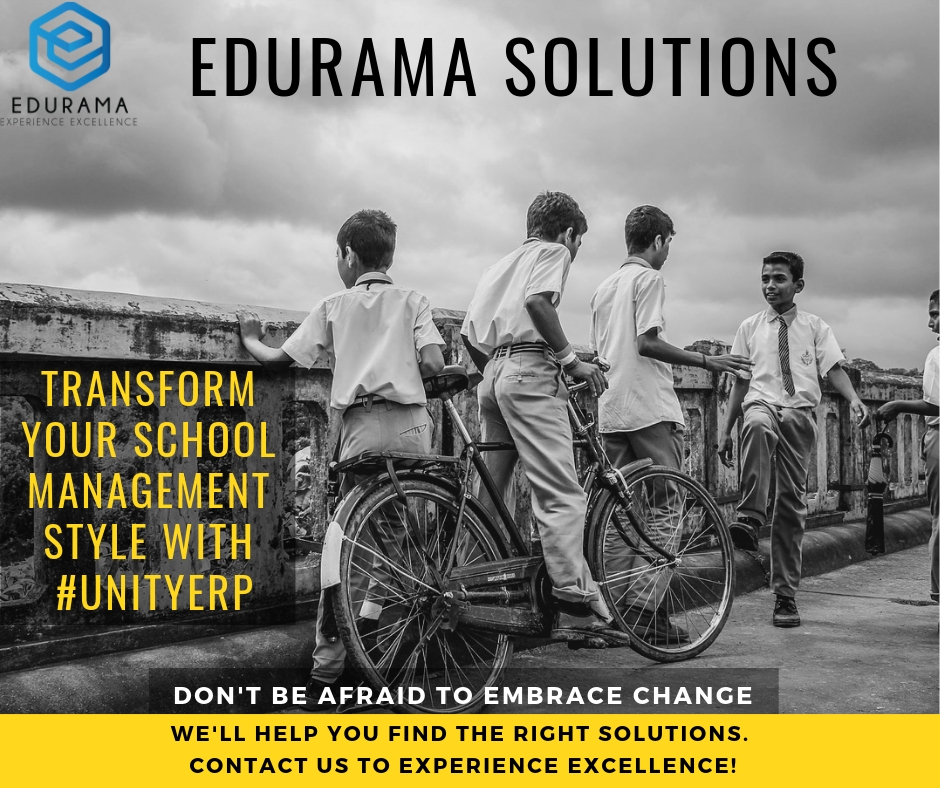 EDURAMA
EXPERIENCE EXCELLENCE
EDURAMA SOLUTIONS
TRANSFORM
YOUR SCHOOL
MANAGEMENT
STYLE WITH
#UNITYERP
DON'T BE AFRAID TO EMBRACE CHANGE
WE'LL HELP YOU FIND THE RIGHT SOLUTIONS.
CONTACT US TO EXPERIENCE EXCELLENCE!